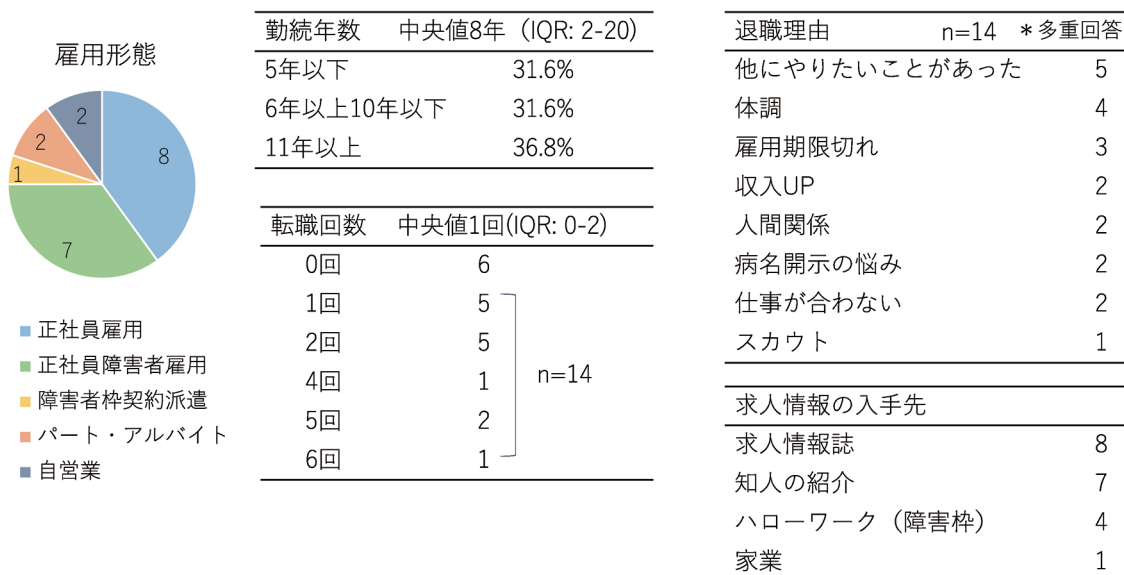 雇用形態
8
7
1
2
2
正社員雇用
正社員障害者雇用
障害者枠契約派遣
パート・アルバイト
自営業
勤続年数 中央値8年（IQR: 2-20)
5年以下 31.6%
6年以上10年以下 31.6%
11年以上 36.8%
転職回数 中央値1回(IQR: 0-2)
0回 6
1回 5
2回 5
4回 1
5回 2
6回 1
n=14
退職理由 n=14 ＊多重回答
他にやりたいことがあった 5
体調 4
雇用期限切れ 3
収入UP 2
人間関係 2
病名開示の悩み 2
仕事が合わない 2
スカウト 1
求人情報の入手先
求人情報誌 8
知人の紹介 7
ハローワーク（障害枠） 4
家業 1